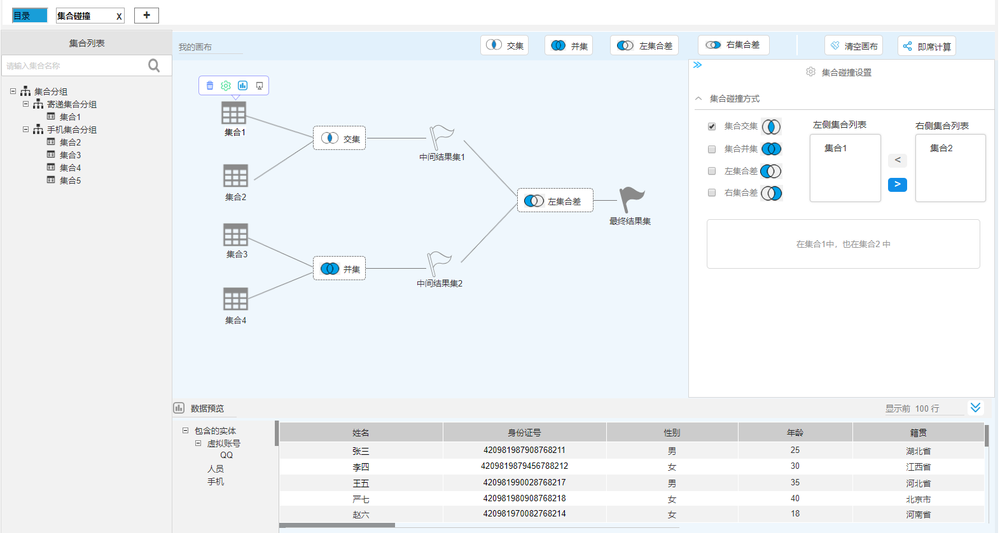 目录
集合碰撞 X
+
集合列表
请输入集合名称
集合分组
寄递集合分组
集合1
手机集合分组
集合2
集合3
集合4
集合5
我的画布
交集
并集
左集合差
右集合差
清空画布
即席计算
集合1
集合2
集合3
集合4
交集
并集
中间结果集1
中间结果集2
左集合差
最终结果集
集合碰撞设置
集合碰撞方式
集合交集
集合并集
左集合差
右集合差
左侧集合列表
集合1
<
>
右侧集合列表
集合2
在集合1中，也在集合2 中
数据预览
显示前 100 行
包含的实体
虚拟账号
QQ
人员
手机
姓名 身份证号 性别 年龄 籍贯
张三 420981987908768211 男 25 湖北省
李四 4209819879456788212 女 30 江西省
王五 420981990028768217 男 35 河北省
严七 420981980908768218 女 40 北京市
赵六 420981970082768214 女 18 河南省